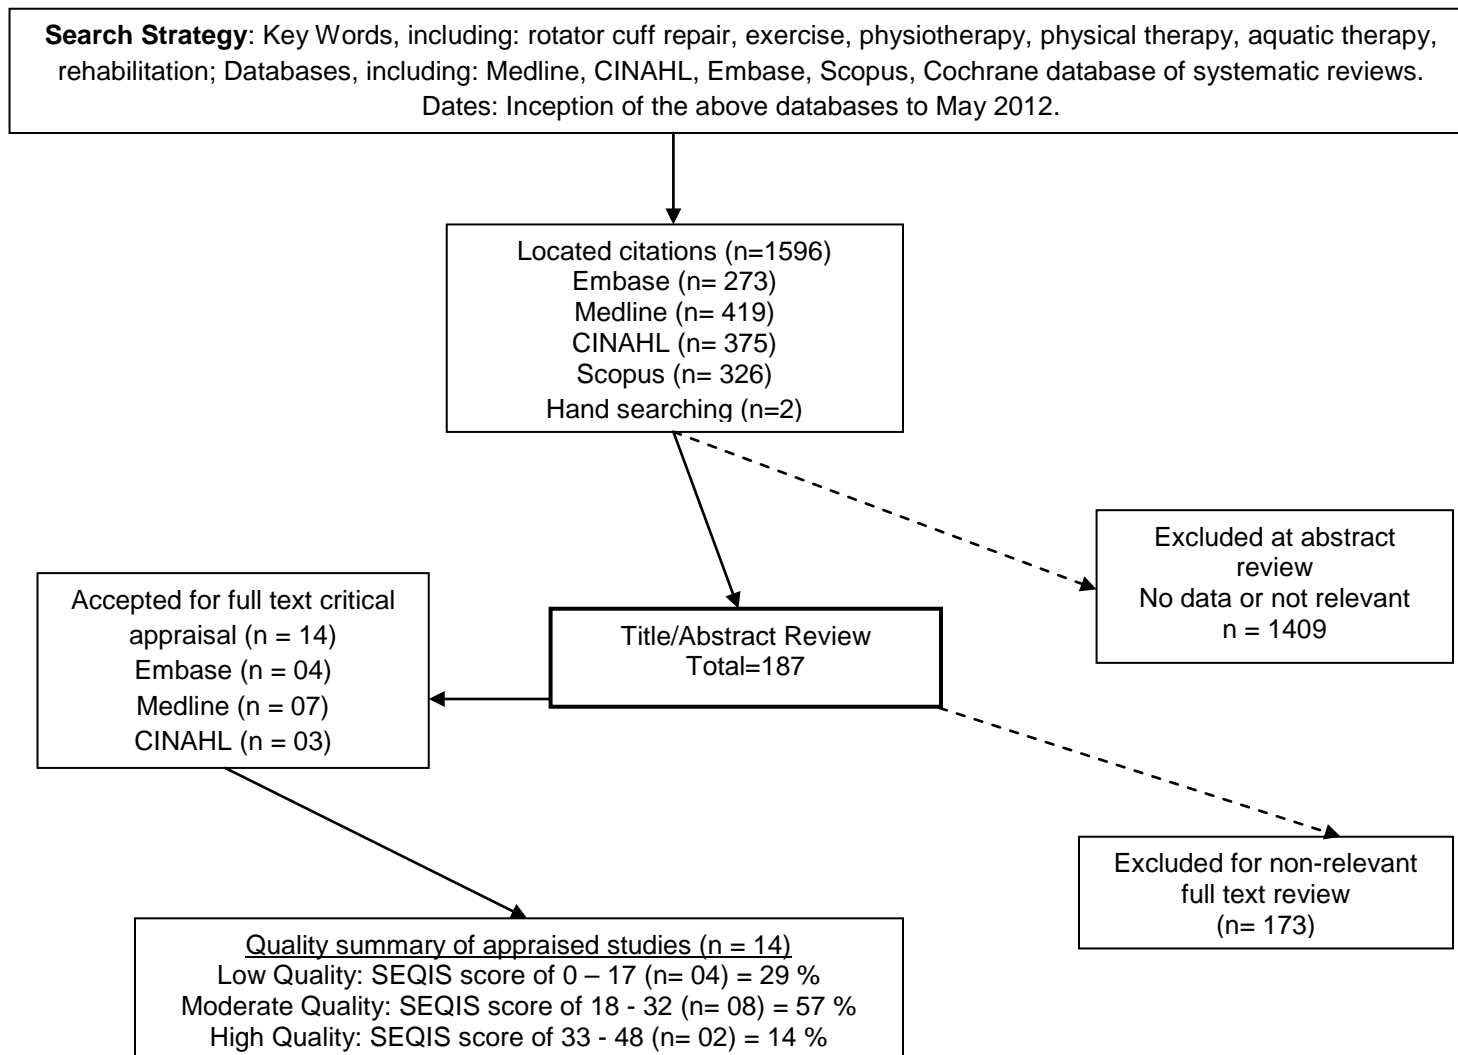 Search Strategy: Key Words, including: rotator cuff repair, exercise, physiotherapy, physical therapy, aquatic therapy,
rehabilitation; Databases, including: Medline, CINAHL, Embase, Scopus, Cochrane database of systematic reviews.
Dates: Inception of the above databases to May 2012.
Located citations (n=1596)
Embase (n= 273)
Medline (n= 419)
CINAHL (n= 375)
Scopus (n= 326)
Hand searching (n=2)
Excluded at abstract
review
No data or not relevant
n = 1409
Title/Abstract Review
Total=187
Accepted for full text critical
appraisal (n = 14)
Embase (n = 04)
Medline (n = 07)
CINAHL (n = 03)
Excluded for non-relevant
full text review
(n= 173)
Quality summary of appraised studies (n = 14)
Low Quality: SEQIS score of 0 – 17 (n= 04) = 29 %
Moderate Quality: SEQIS score of 18 - 32 (n= 08) = 57 %
High Quality: SEQIS score of 33 - 48 (n= 02) = 14 %